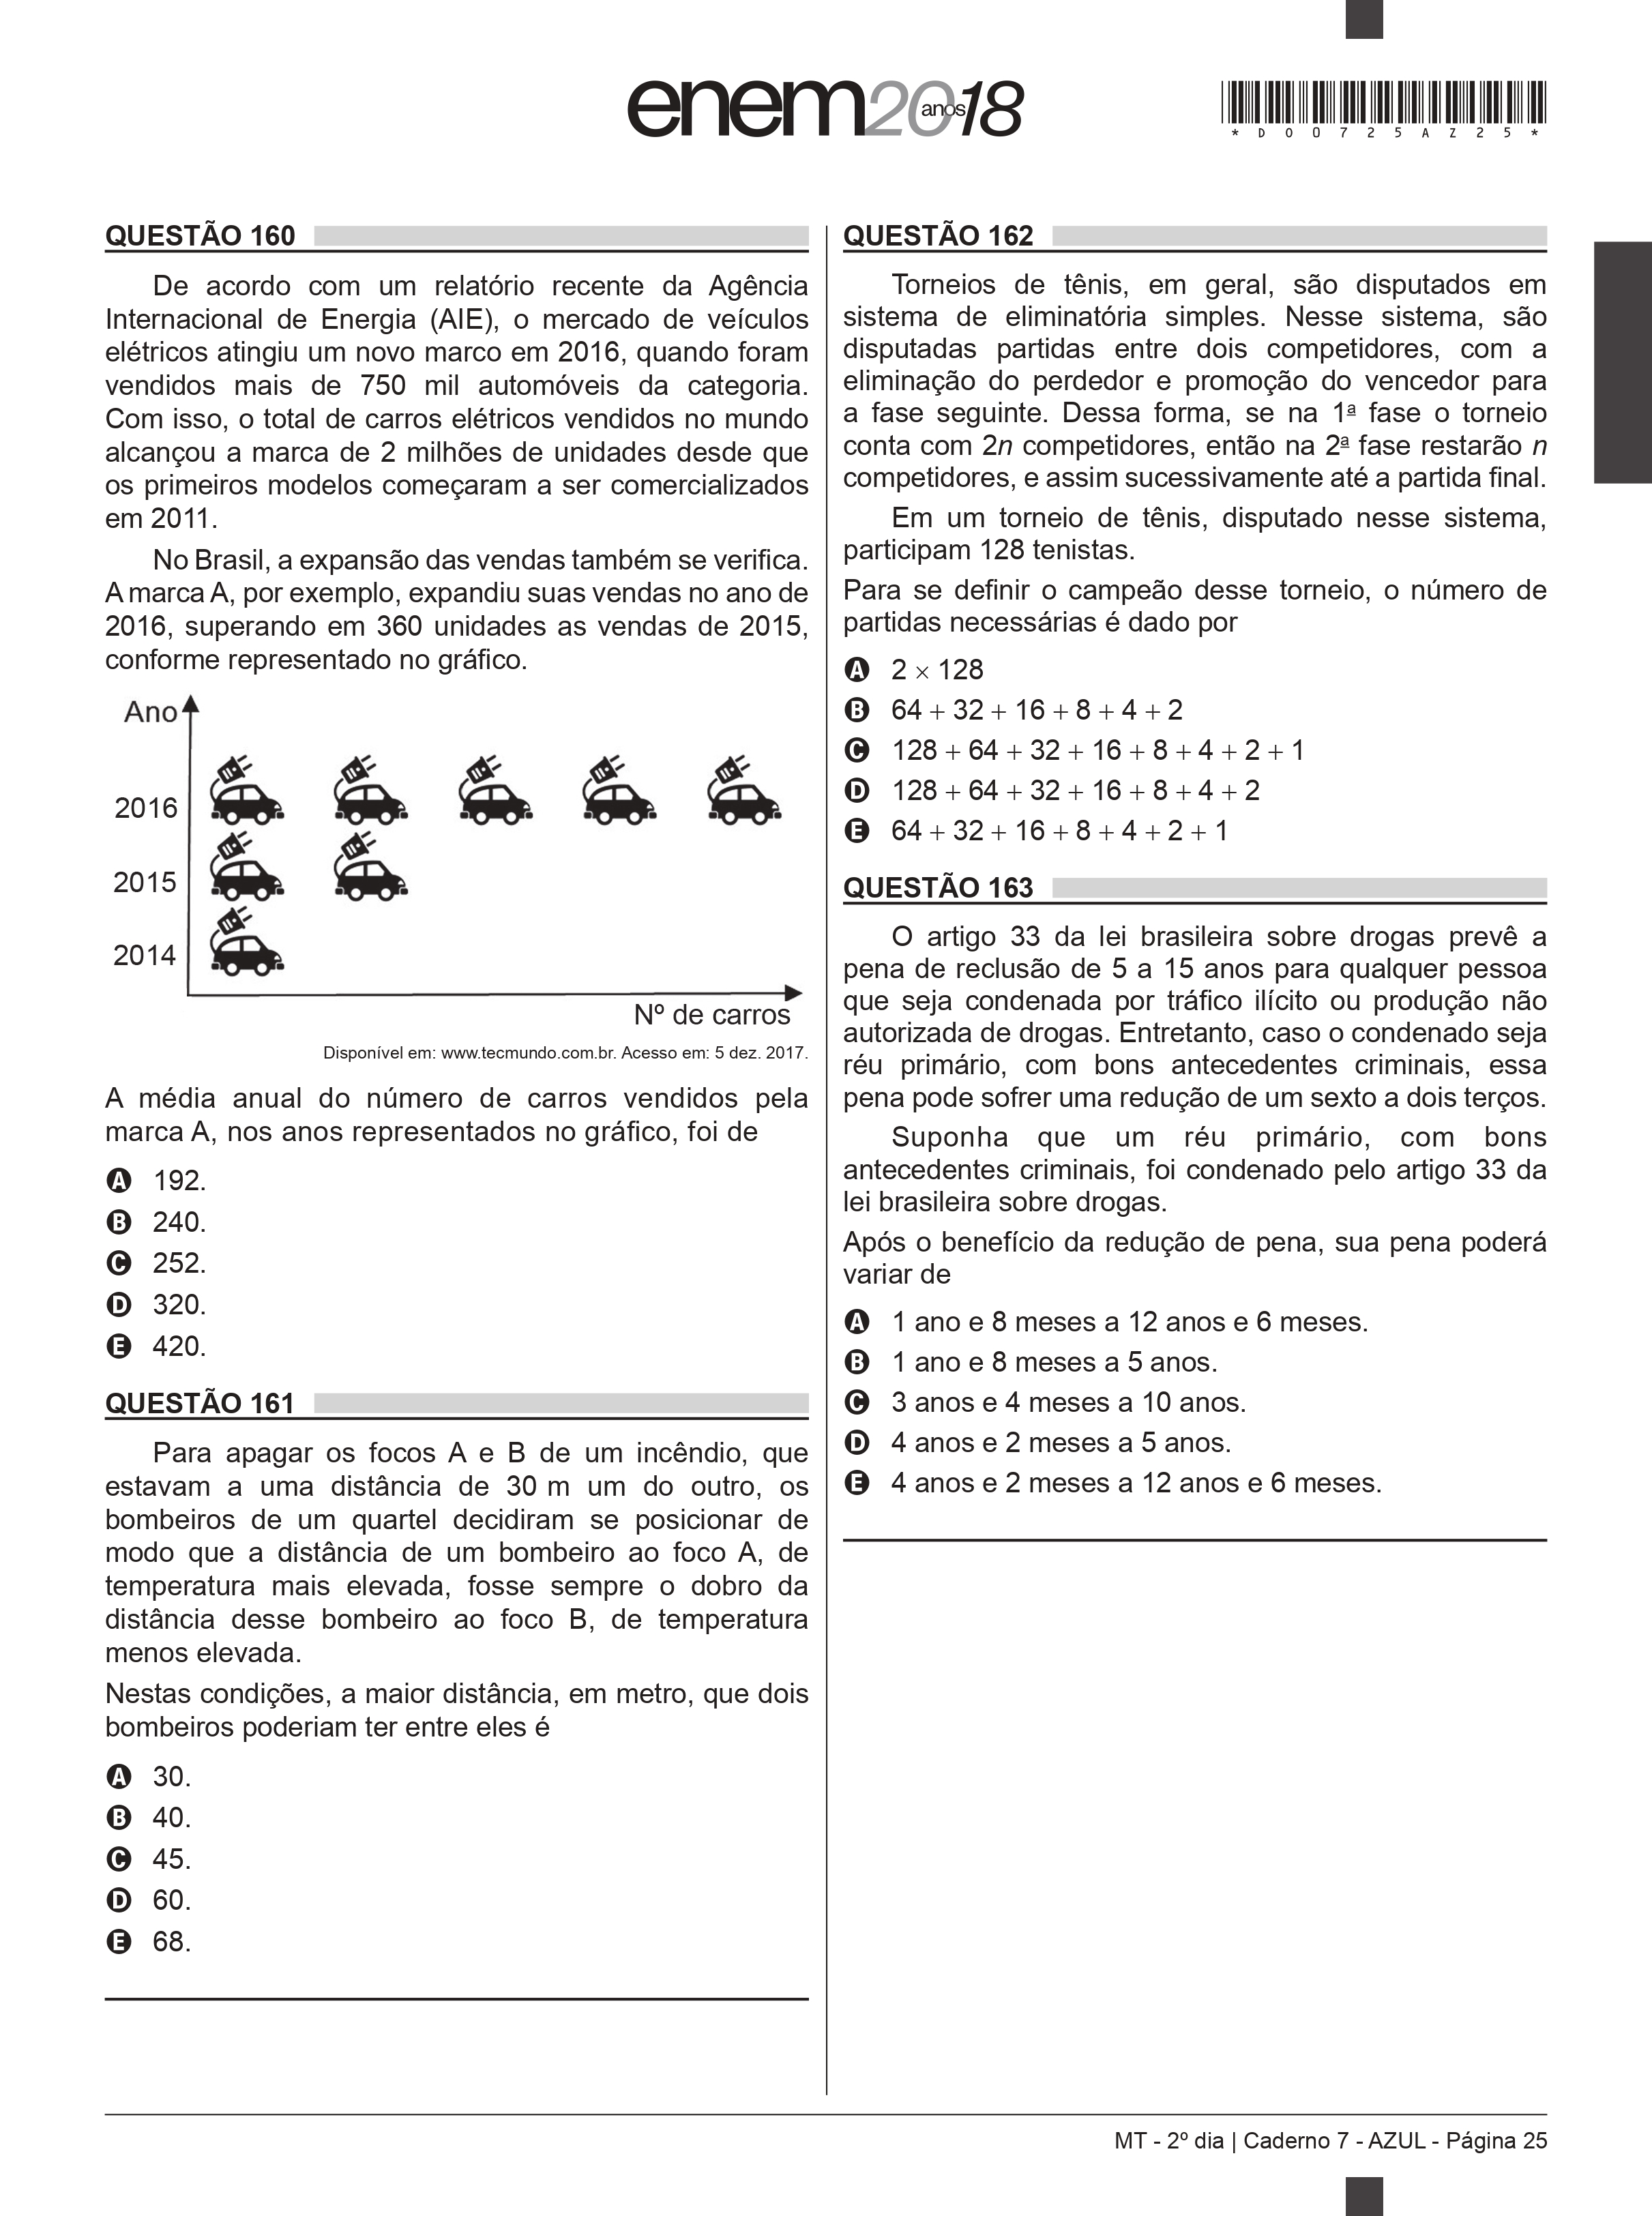 enem2018
anos
*D00725AZ25*
QUESTÃO 160
De acordo com um relatório recente da Agência
Internacional de Energia (AIE), o mercado de veículos
elétricos atingiu um novo marco em 2016, quando foram
vendidos mais de 750 mil automóveis da categoria.
Com isso, o total de carros elétricos vendidos no mundo
alcançou a marca de 2 milhões de unidades desde que
os primeiros modelos começaram a ser comercializados
em 2011.
No Brasil, a expansão das vendas também se verifica.
A marca A, por exemplo, expandiu suas vendas no ano de
2016, superando em 360 unidades as vendas de 2015,
conforme representado no gráfico.
Ano
2016
2015
2014
Nº de carros
Disponível em: www.tecmundo.com.br. Acesso em: 5 dez. 2017.
A média anual do número de carros vendidos pela
marca A, nos anos representados no gráfico, foi de
A 192.
B 240.
C 252.
D 320.
E 420.
QUESTÃO 161
Para apagar os focos A e B de um incêndio, que
estavam a uma distância de 30 m um do outro, os
bombeiros de um quartel decidiram se posicionar de
modo que a distância de um bombeiro ao foco A, de
temperatura mais elevada, fosse sempre o dobro da
distância desse bombeiro ao foco B, de temperatura
menos elevada.
Nestas condições, a maior distância, em metro, que dois
bombeiros poderiam ter entre eles é
A 30.
B 40.
C 45.
D 60.
E 68.
QUESTÃO 162
Torneios de tênis, em geral, são disputados em
sistema de eliminatória simples. Nesse sistema, são
disputadas partidas entre dois competidores, com a
eliminação do perdedor e promoção do vencedor para
a fase seguinte. Dessa forma, se na 1ª fase o torneio
conta com 2n competidores, então na 2ª fase restarão n
competidores, e assim sucessivamente até a partida final.
Em um torneio de tênis, disputado nesse sistema,
participam 128 tenistas.
Para se definir o campeão desse torneio, o número de
partidas necessárias é dado por
A 2 × 128
B 64 + 32 + 16 + 8 + 4 + 2
C 128 + 64 + 32 + 16 + 8 + 4 + 2 + 1
D 128 + 64 + 32 + 16 + 8 + 4 + 2
E 64 + 32 + 16 + 8 + 4 + 2 + 1
QUESTÃO 163
O artigo 33 da lei brasileira sobre drogas prevê a
pena de reclusão de 5 a 15 anos para qualquer pessoa
que seja condenada por tráfico ilícito ou produção não
autorizada de drogas. Entretanto, caso o condenado seja
réu primário, com bons antecedentes criminais, essa
pena pode sofrer uma redução de um sexto a dois terços.
Suponha que um réu primário, com bons
antecedentes criminais, foi condenado pelo artigo 33 da
lei brasileira sobre drogas.
Após o benefício da redução de pena, sua pena poderá
variar de
A 1 ano e 8 meses a 12 anos e 6 meses.
B 1 ano e 8 meses a 5 anos.
C 3 anos e 4 meses a 10 anos.
D 4 anos e 2 meses a 5 anos.
E 4 anos e 2 meses a 12 anos e 6 meses.
MT - 2º dia | Caderno 7 - AZUL - Página 25